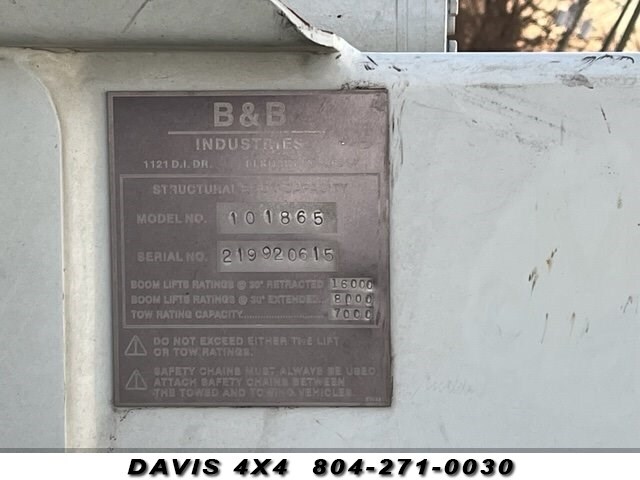 B & B
INDUSTRIES
1121 D.I. DR.
STRUCTURAL CAPACITY
MODEL NO. 101865
SERIAL NO. 219920615
BOOM LIFTS RATINGS @ 30° RETRACTED 16000
BOOM LIFTS RATINGS @ 30° EXTENDED 8000
TOW RATING CAPACITY 7000
DO NOT EXCEED EITHER THE LIFT
OR TOW RATINGS.
SAFETY CHAINS MUST ALWAYS BE USED
ATTACH SAFETY CHAINS BETWEEN
THE TOWED AND TOWING VEHICLES.
DAVIS 4X4 804-271-0030